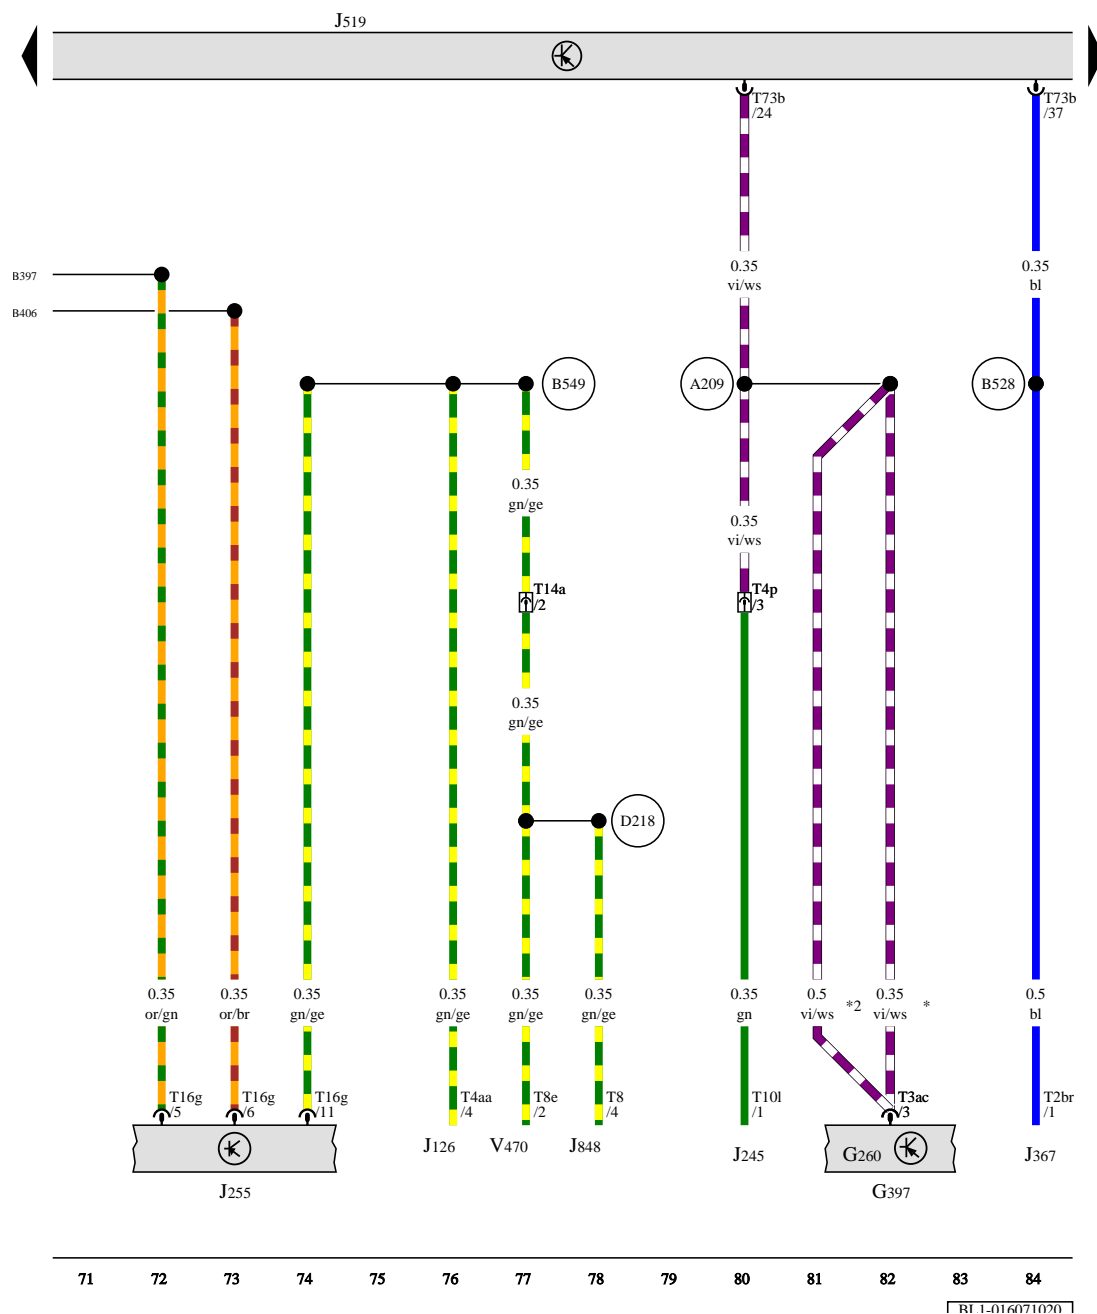 J519
T73b
/24
T73b
/37
B397
B406
0.35
vi/ws
0.35
bl
B549
A209
B528
0.35
gn/ge
0.35
vi/ws
T14a
/2
T4p
/3
0.35
gn/ge
D218
0.35
or/gn
0.35
or/br
0.35
gn/ge
0.35
gn/ge
0.35
gn/ge
0.35
gn/ge
0.35
gn
0.5
vi/ws
*2
0.35
vi/ws
*
0.5
bl
T16g
/5
T16g
/6
T16g
/11
T4aa
/4
T8e
/2
T8
/4
T10l
/1
T3ac
/3
T2br
/1
J126
V470
J848
J245
G260
J367
J255
G397
71 72 73 74 75 76 77 78 79 80 81 82 83 84
BL1-016071020